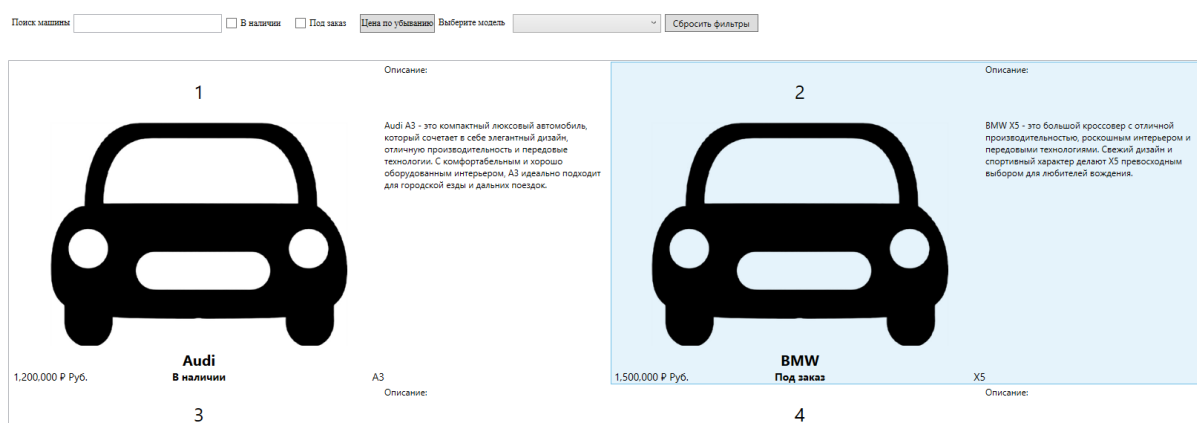 Поиск машины В наличии Под заказ Цена по убыванию Выберите модель Сбросить фильтры
Описание:
1
Audi A3 - это компактный люксовый автомобиль,
который сочетает в себе элегантный дизайн,
отличную производительность и передовые
технологии. С комфортабельным и хорошо
оборудованным интерьером, A3 идеально подходит
для городской езды и дальних поездок.
Audi
1,200,000 ₽ Руб. В наличии A3
Описание:
2
BMW X5 - это большой кроссовер с отличной
производительностью, роскошным интерьером и
передовыми технологиями. Свежий дизайн и
спортивный характер делают X5 превосходным
выбором для любителей вождения.
BMW
1,500,000 ₽ Руб. Под заказ X5
Описание:
3
Описание:
4